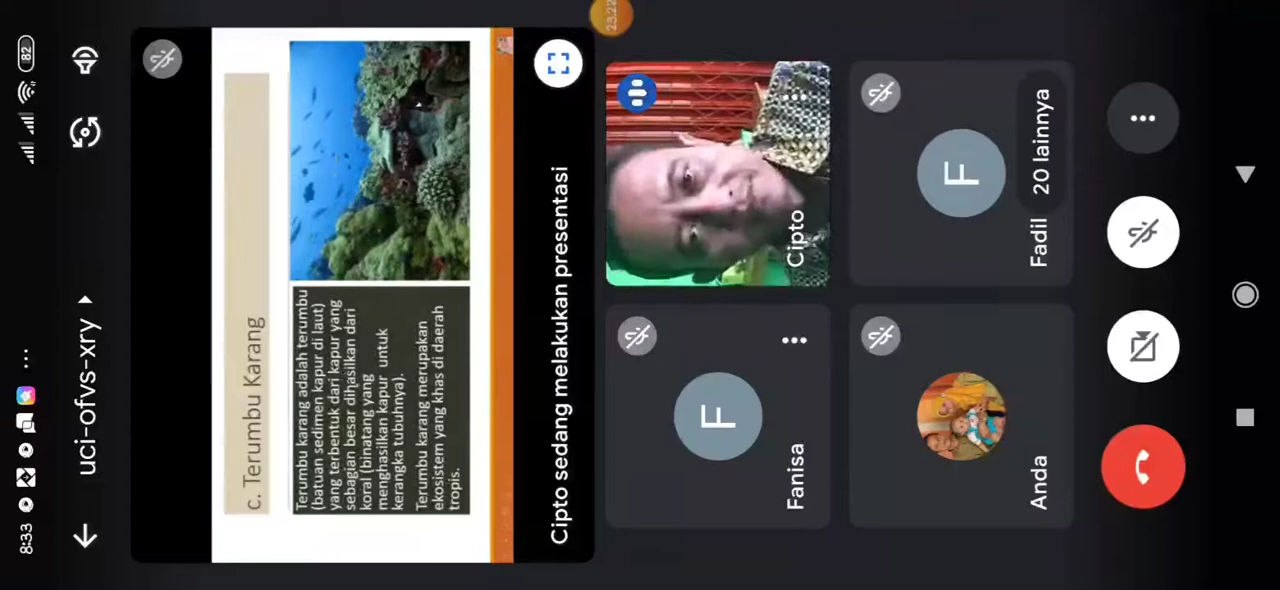 8:33
82
uci-ofvs-xry
c. Terumbu Karang
Terumbu karang adalah terumbu
(batuan sedimen kapur di laut)
yang terbentuk dari kapur yang
sebagian besar dihasilkan dari
koral (binatang yang
menghasilkan kapur untuk
kerangka tubuhnya).
Terumbu karang merupakan
ekosistem yang khas di daerah
tropis.
Cipto sedang melakukan presentasi
23:22
F
Fanisa
Cipto
Anda
F
Fadil
20 lainnya